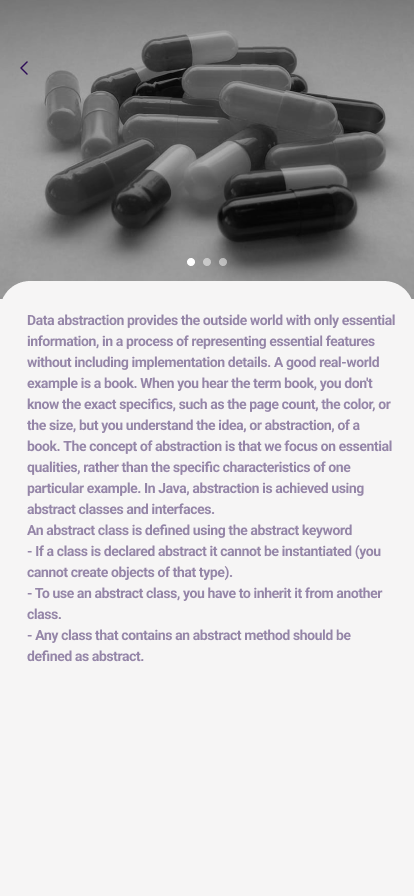 Data abstraction provides the outside world with only essential
information, in a process of representing essential features
without including implementation details. A good real-world
example is a book. When you hear the term book, you don't
know the exact specifics, such as the page count, the color, or
the size, but you understand the idea, or abstraction, of a
book. The concept of abstraction is that we focus on essential
qualities, rather than the specific characteristics of one
particular example. In Java, abstraction is achieved using
abstract classes and interfaces.
An abstract class is defined using the abstract keyword
- If a class is declared abstract it cannot be instantiated (you
cannot create objects of that type).
- To use an abstract class, you have to inherit it from another
class.
- Any class that contains an abstract method should be
defined as abstract.